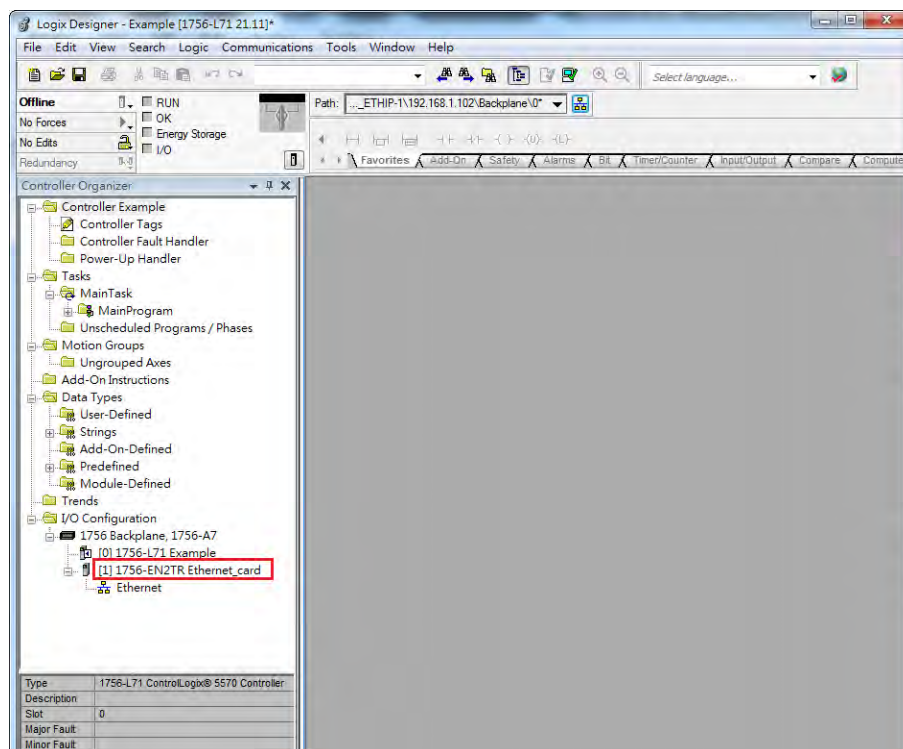 Logix Designer - Example [1756-L71 21.11]*
File Edit View Search Logic Communications Tools Window Help
Select language...
Offline
RUN
Path: ..._ETHIP-1\192.168.1.102\Backplane\0*
No Forces
OK
No Edits
Energy Storage
Redundancy
I/O
Favorites Add-On Safety Alarms Bit Timer/Counter Input/Output Compare Compute
Controller Organizer
Controller Example
Controller Tags
Controller Fault Handler
Power-Up Handler
Tasks
MainTask
MainProgram
Unscheduled Programs / Phases
Motion Groups
Ungrouped Axes
Add-On Instructions
Data Types
User-Defined
Strings
Add-On-Defined
Predefined
Module-Defined
Trends
I/O Configuration
1756 Backplane, 1756-A7
[0] 1756-L71 Example
[1] 1756-EN2TR Ethernet_card
Ethernet
Type 1756-L71 ControlLogix® 5570 Controller
Description
Slot 0
Major Fault
Minor Fault